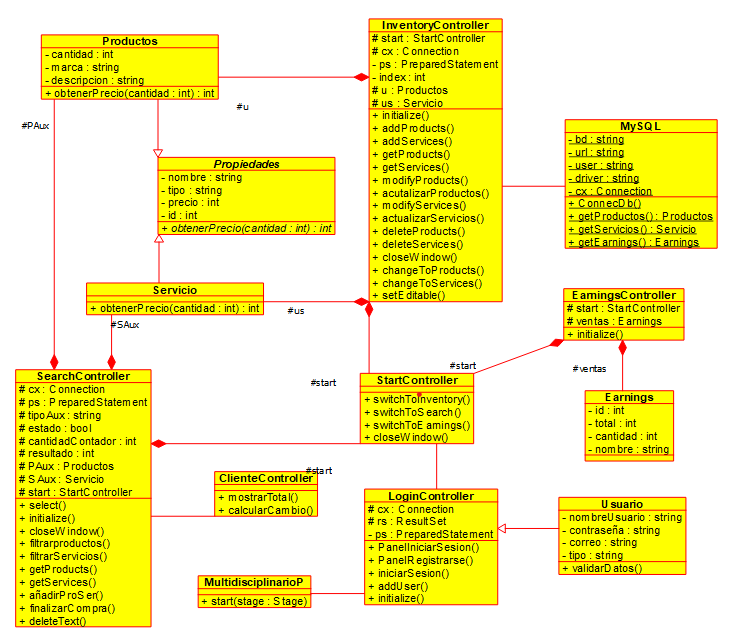 Productos
- cantidad : int
- marca : string
- descripcion : string
+ obtenerPrecio(cantidad : int) : int
InventoryController
# start : StartController
# cx : Connection
- ps : PreparedStatement
- index : int
# u : Productos
# us : Servicio
+ initialize()
+ addProducts()
+ addServices()
+ getProducts()
+ getServices()
+ modifyProducts()
+ acutalizarProductos()
+ modifyServices()
+ actualizarServicios()
+ deleteProducts()
+ deleteServices()
+ closeWindow()
+ changeToProducts()
+ changeToServices()
+ setEditable()
#u
#PAux
MySQL
- bd : string
- url : string
- user : string
- driver : string
- cx : Connection
+ ConnecDb()
+ getProductos() : Productos
+ getServicios() : Servicio
+ getEarnings() : Earnings
Propiedades
- nombre : string
- tipo : string
- precio : int
- id : int
+ obtenerPrecio(cantidad : int) : int
Servicio
+ obtenerPrecio(cantidad : int) : int
#us
#SAux
EarningsController
# start : StartController
# ventas : Earnings
+ initialize()
#start
#ventas
#start
StartController
+ switchToInventory()
+ switchToSearch()
+ switchToEarnings()
+ closeWindow()
Earnings
- id : int
- total : int
- cantidad : int
- nombre : string
SearchController
# cx : Connection
# ps : PreparedStatement
# tipoAux : string
# estado : bool
# cantidadContador : int
# resultado : int
# PAux : Productos
# SAux : Servicio
# start : StartController
+ select()
+ initialize()
+ closeWindow()
+ filtrarproductos()
+ filtrarServicios()
+ getProducts()
+ getServices()
+ añadirProSer()
+ finalizarCompra()
+ deleteText()
#start
ClienteController
+ mostrarTotal()
+ calcularCambio()
LoginController
# cx : Connection
# rs : ResultSet
- ps : PreparedStatement
+ PanelIniciarSesion()
+ PanelRegistrarse()
+ iniciarSesion()
+ addUser()
+ initialize()
Usuario
- nombreUsuario : string
- contraseña : string
- correo : string
- tipo : string
+ validarDatos()
MultidisciplinarioP
+ start(stage : Stage)